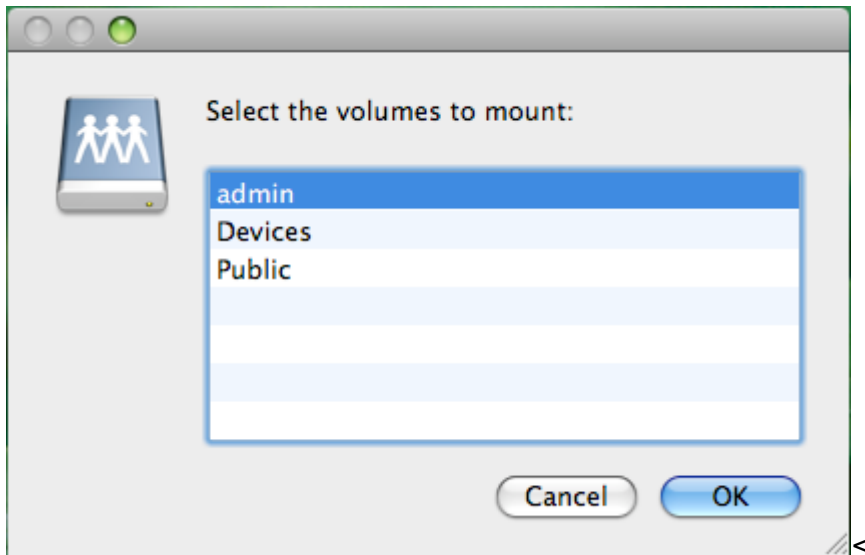 Select the volumes to mount:
admin
Devices
Public
Cancel
OK
<